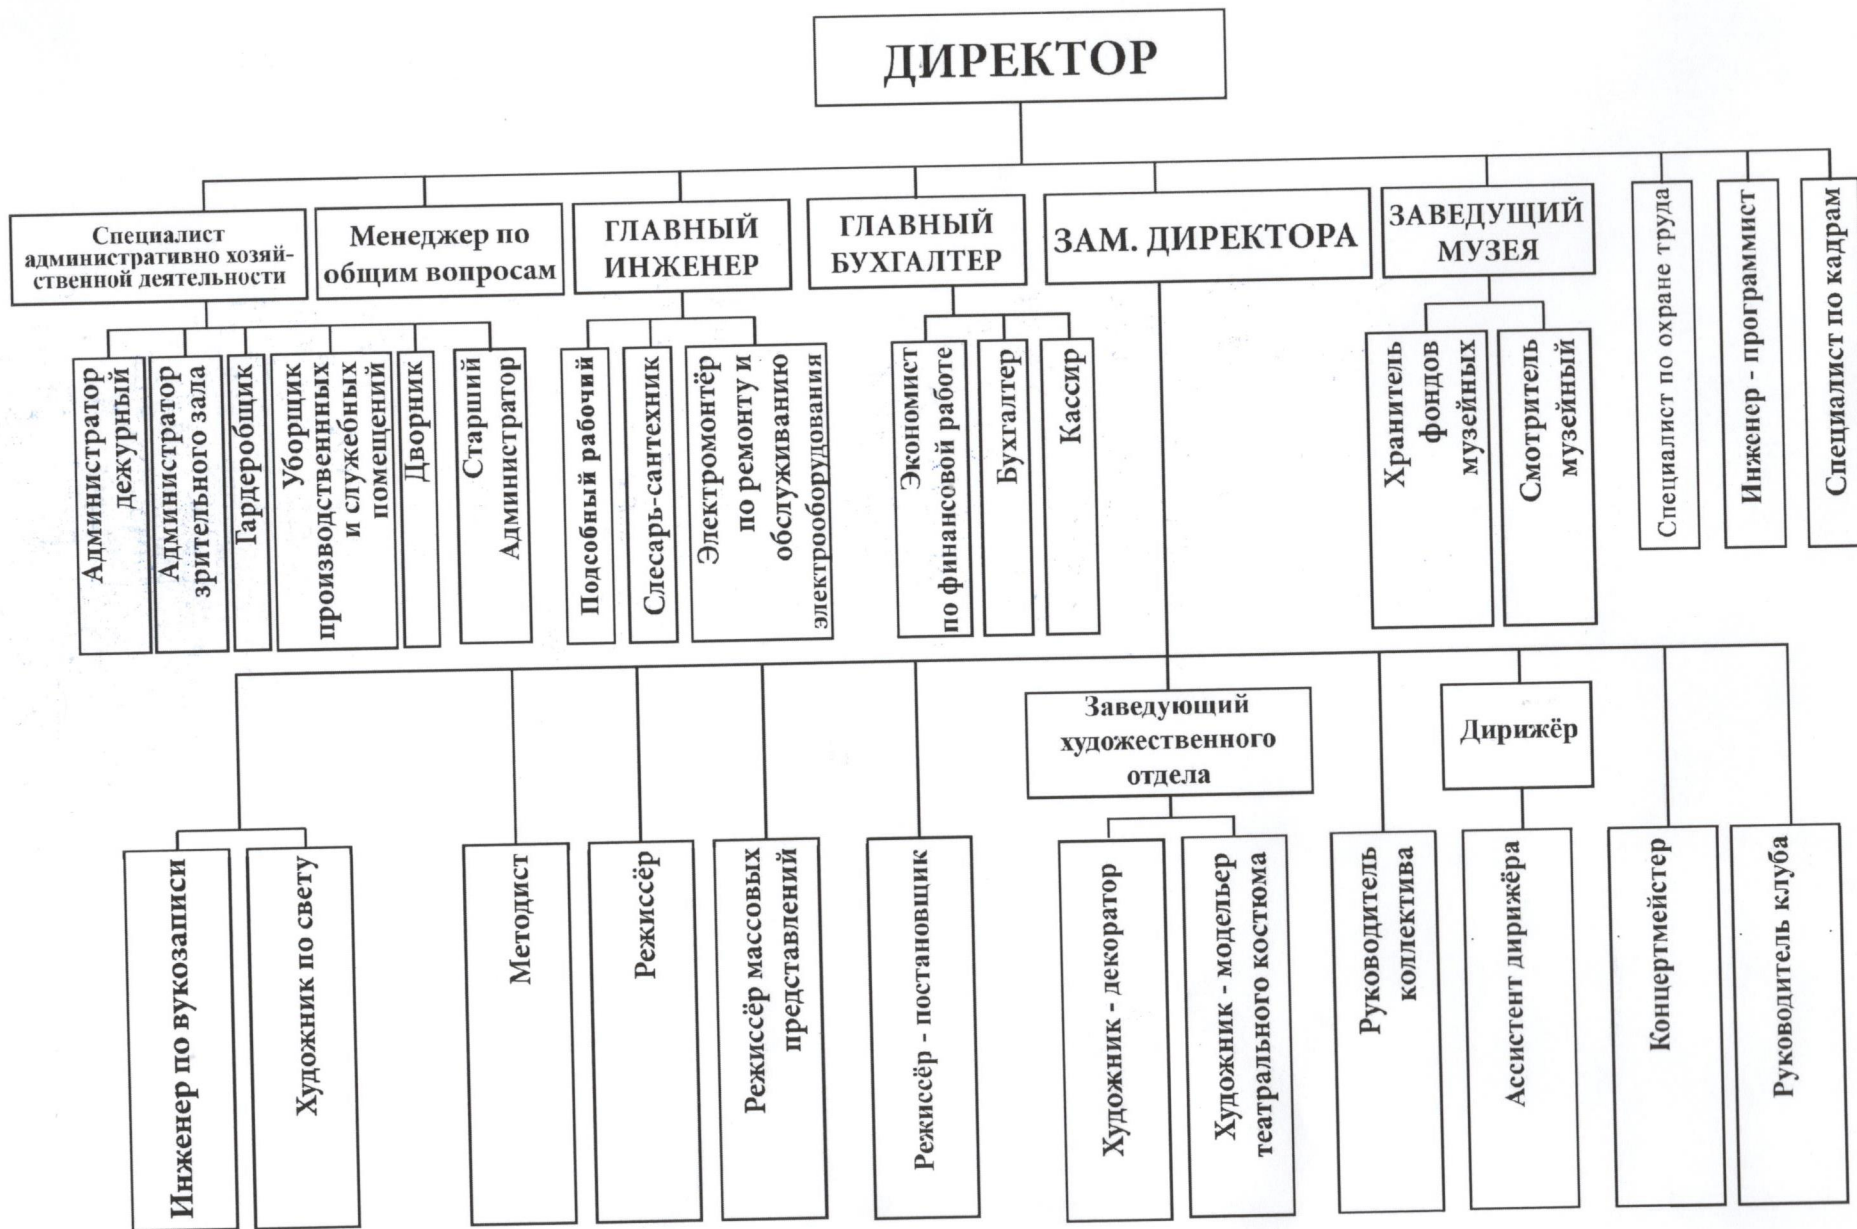 ДИРЕКТОР
Специалист
административно хозяй-
ственной деятельности
Менеджер по
общим вопросам
ГЛАВНЫЙ
ИНЖЕНЕР
ГЛАВНЫЙ
БУХГАЛТЕР
ЗАМ. ДИРЕКТОРА
ЗАВЕДУЩИЙ
МУЗЕЯ
Специалист по охране труда
Инженер - программист
Специалист по кадрам
Администратор
дежурный
Администратор
зрительного зала
Гардеробщик
Уборщик
производственных
и служебных
помещений
Дворник
Старший
Администратор
Подсобный рабочий
Слесарь-сантехник
Электромонтёр
по ремонту и
обслуживанию
электрооборудования
Экономист
по финансовой работе
Бухгалтер
Кассир
Хранитель
фондов
музейных
Смотритель
музейный
Заведующий
художественного
отдела
Дирижёр
Инженер по вукозаписи
Художник по свету
Методист
Режиссёр
Режиссёр массовых
представлений
Режиссёр - постановщик
Художник - декоратор
Художник - модельер
театрального костюма
Руководитель
коллектива
Ассистент дирижёра
Концертмейстер
Руководитель клуба